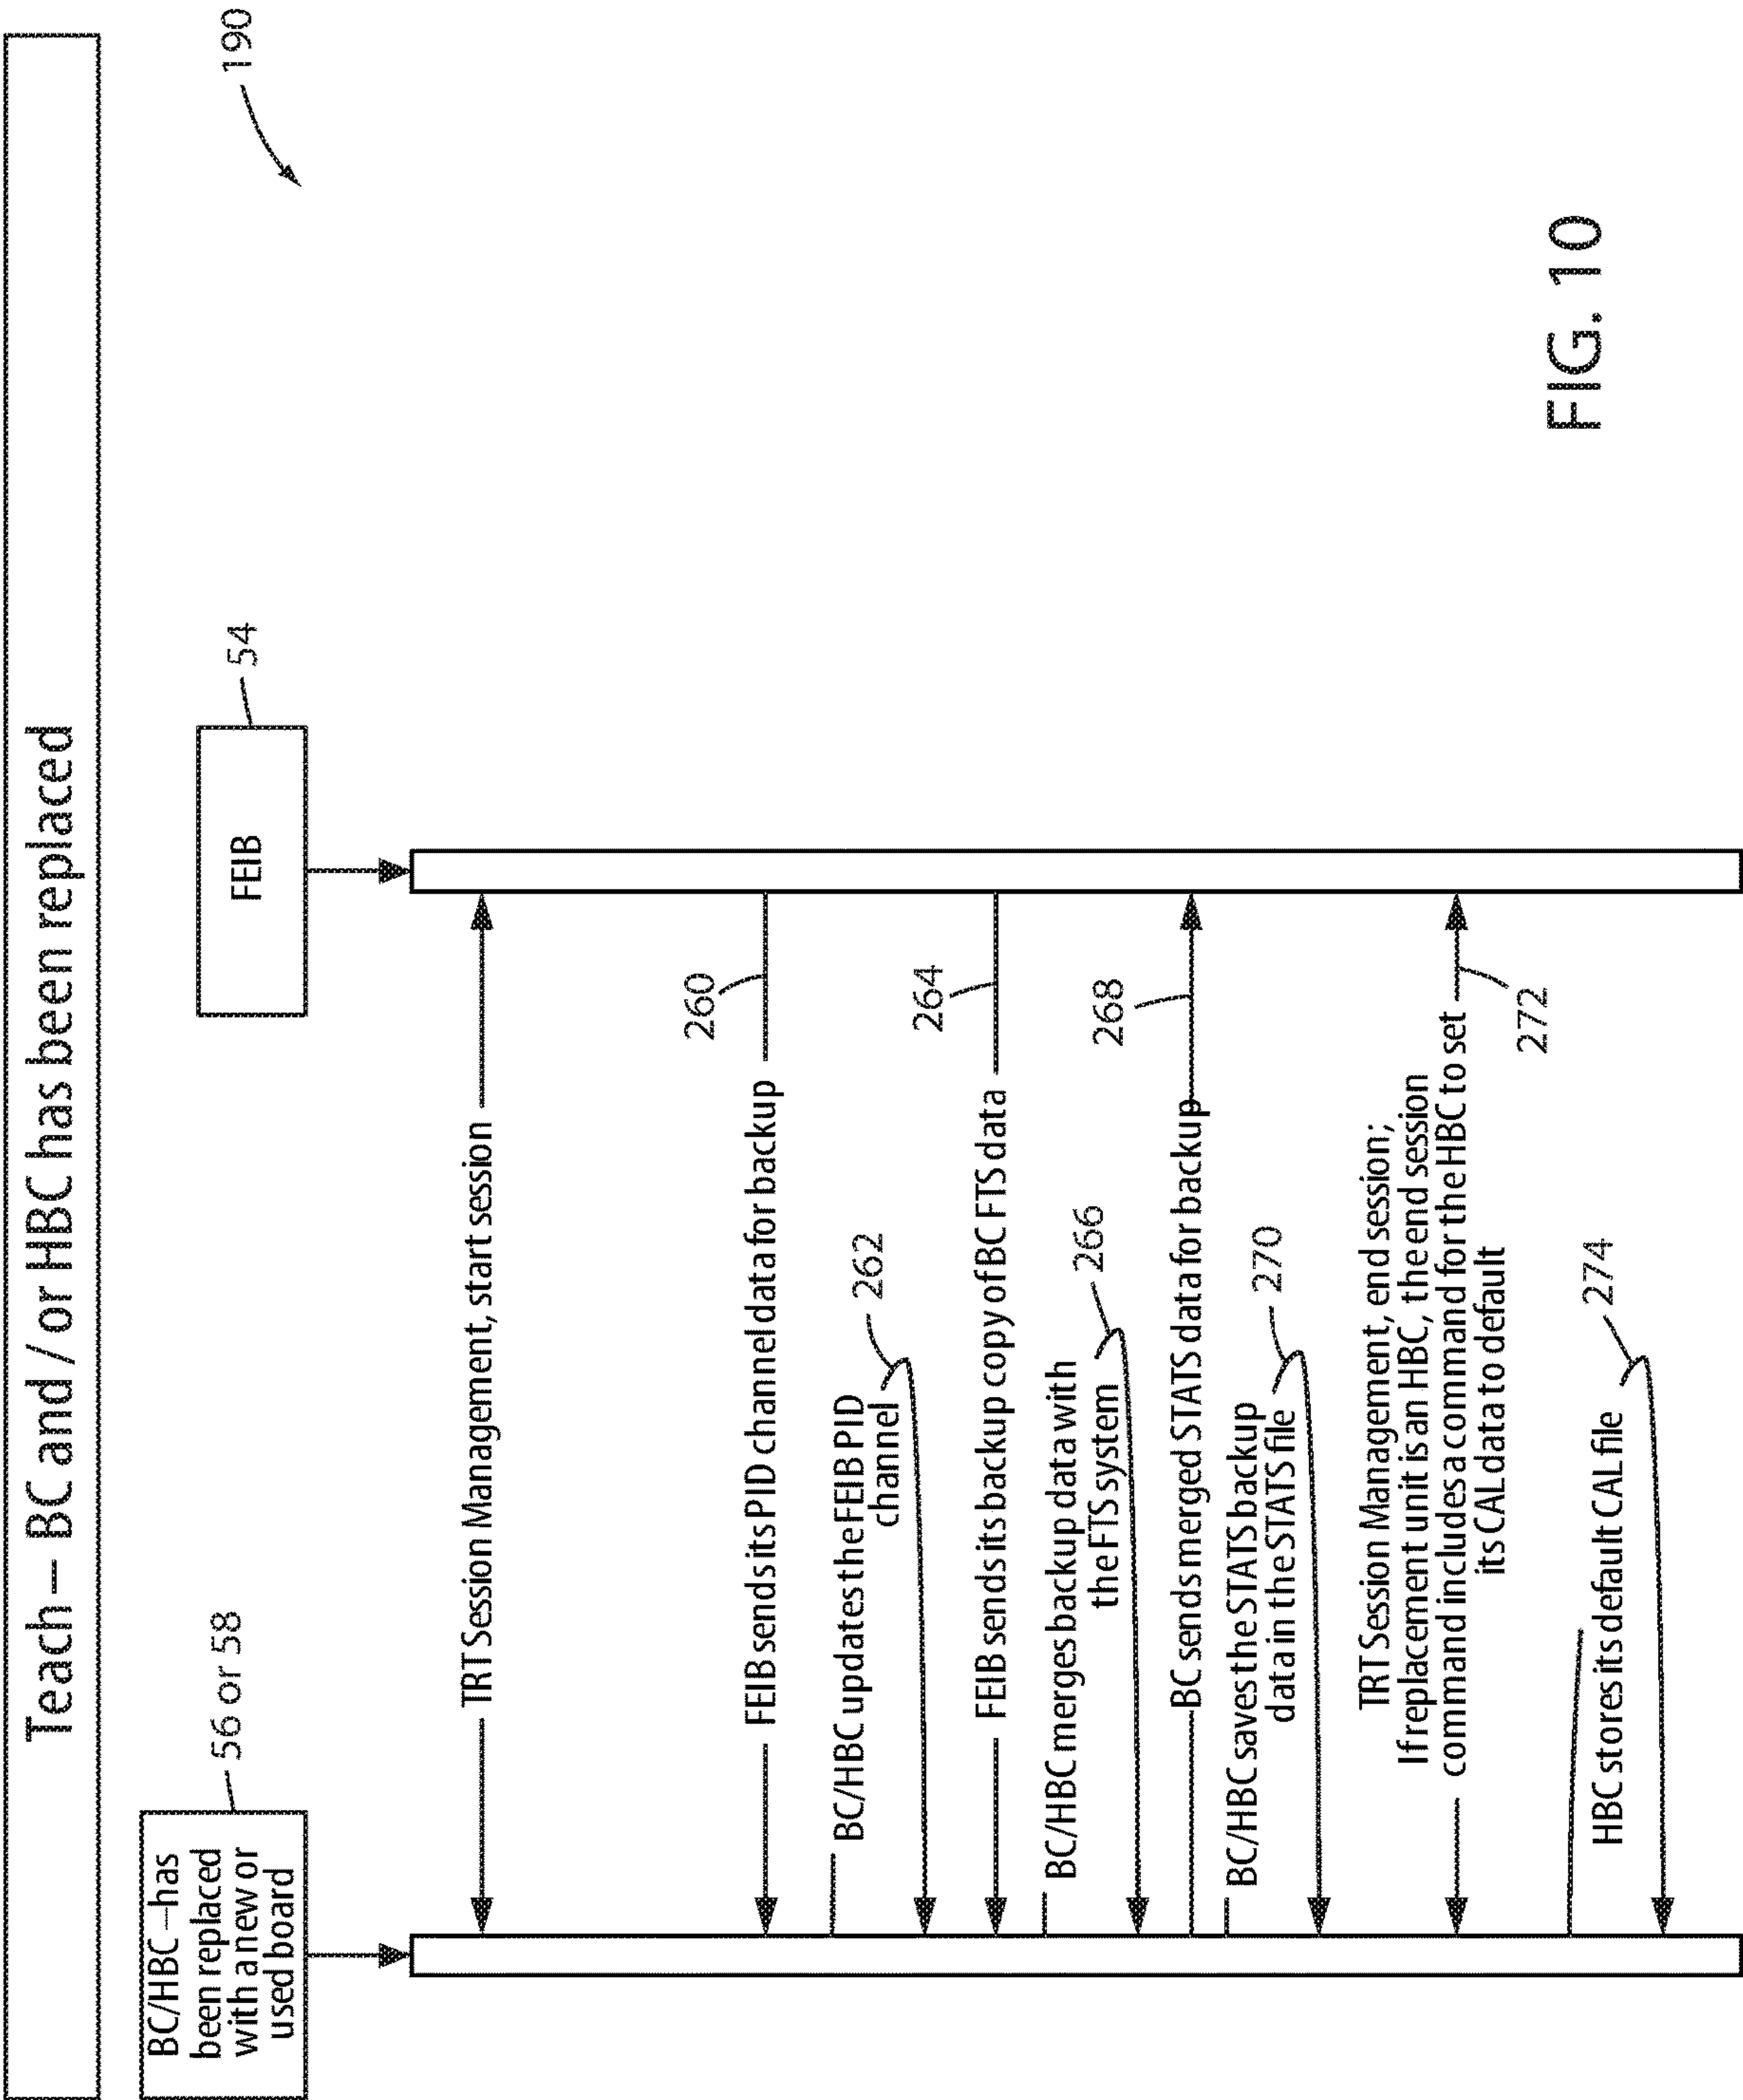 Teach – BC and / or HBC has been replaced
190
BC/HBC – has
been replaced
with a new or
used board
56 or 58
FEIB
54
TRT Session Management, start session
FEIB sends its PID channel data for backup
260
BC/HBC updates the FEIB PID
channel
262
FEIB sends its backup copy of BC FTS data
264
BC/HBC merges backup data with
the FTS system
266
BC sends merged STATS data for backup
268
BC/HBC saves the STATS backup
data in the STATS file
270
TRT Session Management, end session;
If replacement unit is an HBC, the end session
command includes a command for the HBC to set
its CAL data to default
272
HBC stores its default CAL file
274
FIG. 10